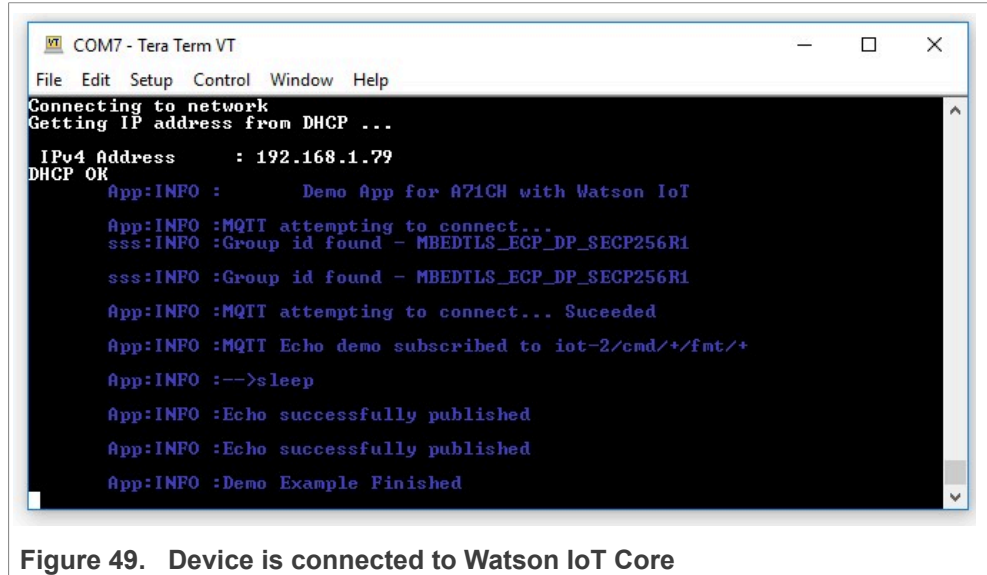 COM7 - Tera Term VT
File Edit Setup Control Window Help
Connecting to network
Getting IP address from DHCP ...
IPv4 Address : 192.168.1.79
DHCP OK
App:INFO : Demo App for A71CH with Watson IoT
App:INFO :MQTT attempting to connect...
sss:INFO :Group id found - MBEDTLS_ECP_DP_SECP256R1
sss:INFO :Group id found - MBEDTLS_ECP_DP_SECP256R1
App:INFO :MQTT attempting to connect... Suceeded
App:INFO :MQTT Echo demo subscribed to iot-2/cmd/+/fmt/+
App:INFO :-->sleep
App:INFO :Echo successfully published
App:INFO :Echo successfully published
App:INFO :Demo Example Finished
Figure 49. Device is connected to Watson IoT Core